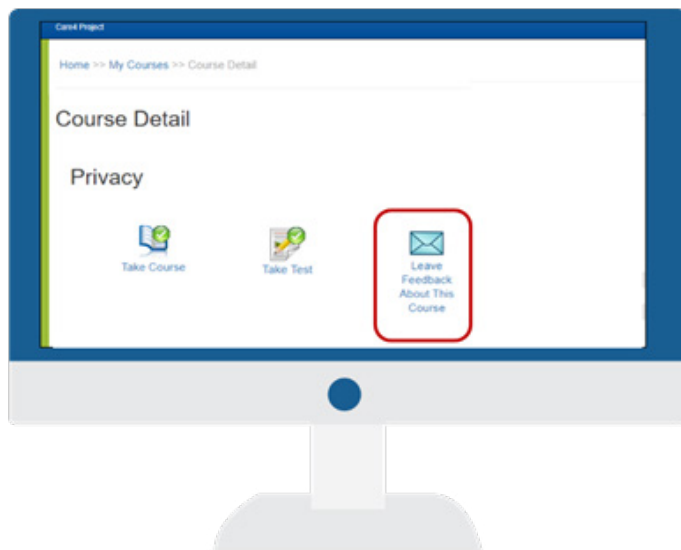 Care4 Project
Home >> My Courses >> Course Detail
Course Detail
Privacy
Take Course
Take Test
Leave
Feedback
About This
Course